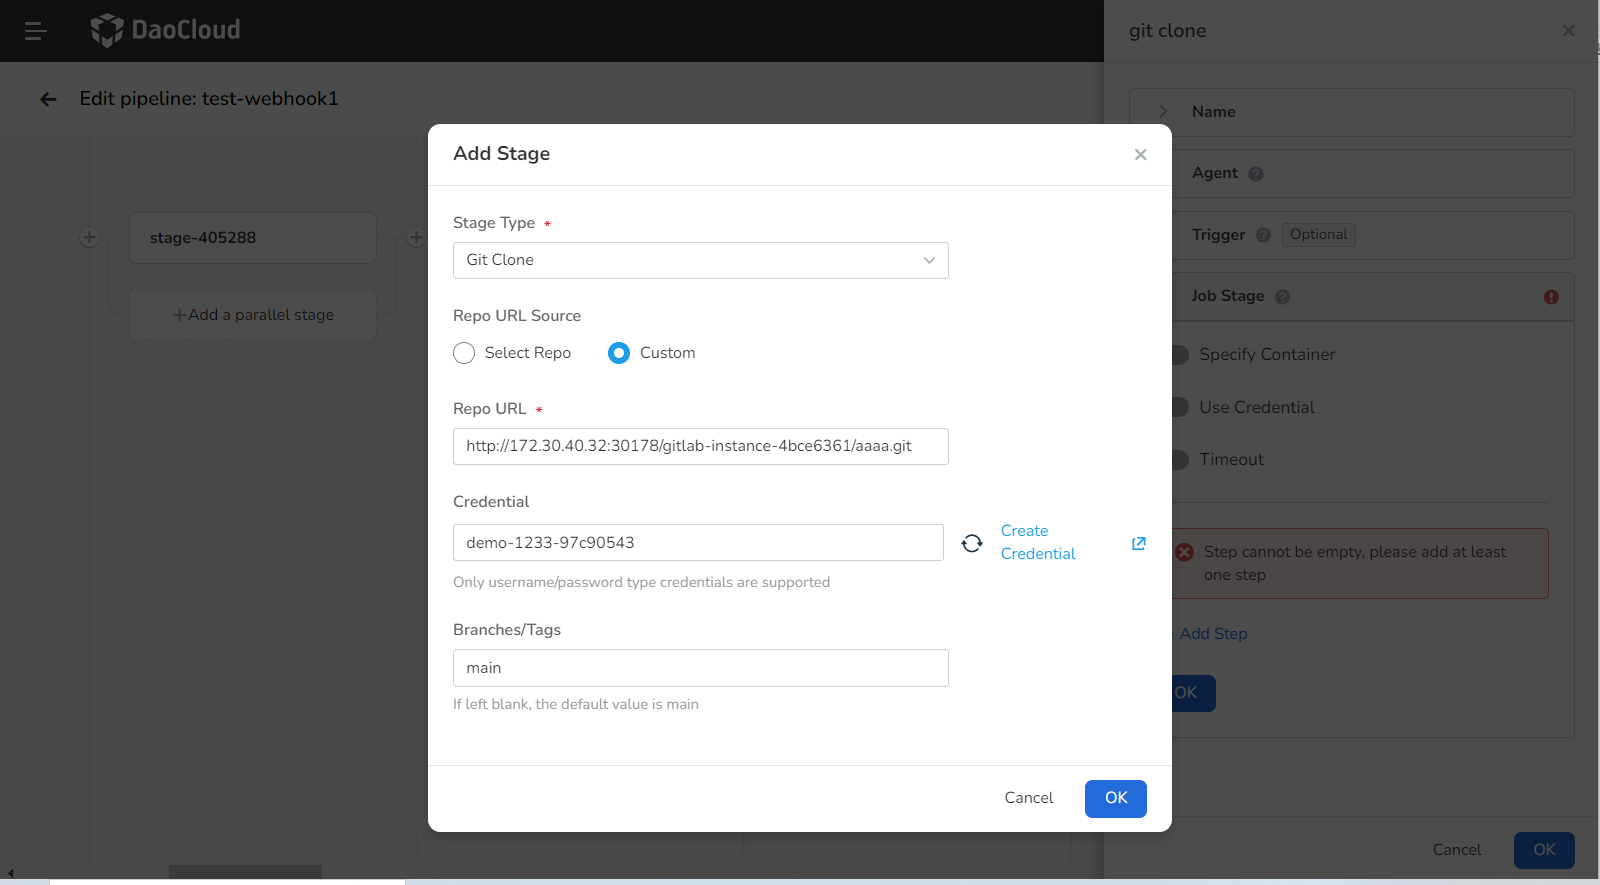 DaoCloud
git clone
Edit pipeline: test-webhook1
Name
Agent
Trigger
Optional
Job Stage
Specify Container
Use Credential
Timeout
Step cannot be empty, please add at least
one step
Add Step
OK
Cancel
OK
stage-405288
+Add a parallel stage
Add Stage
Stage Type *
Git Clone
Repo URL Source
Select Repo
Custom
Repo URL *
http://172.30.40.32:30178/gitlab-instance-4bce6361/aaaa.git
Credential
demo-1233-97c90543
Create
Credential
Only username/password type credentials are supported
Branches/Tags
main
If left blank, the default value is main
Cancel
OK